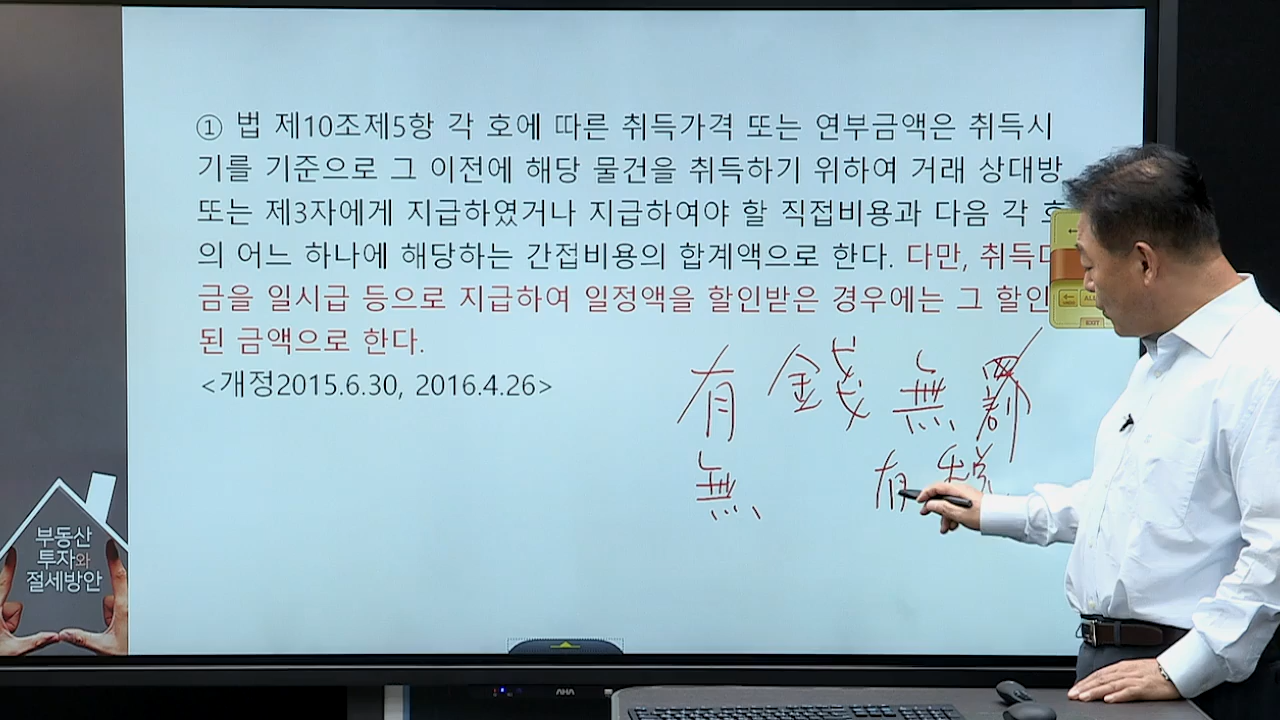 ① 법 제10조제5항 각 호에 따른 취득가격 또는 연부금액은 취득시
기를 기준으로 그 이전에 해당 물건을 취득하기 위하여 거래 상대방
또는 제3자에게 지급하였거나 지급하여야 할 직접비용과 다음 각
의 어느 하나에 해당하는 간접비용의 합계액으로 한다. 다만,
금을 일시급 등으로 지급하여 일정액을 할인받은 경우에는 그 할인
된 금액으로 한다.
<개정2015.6.30, 2016.4.26>
有 錢 無 罰
無 有 稅
부동산
투자와
절세방안
EXIT